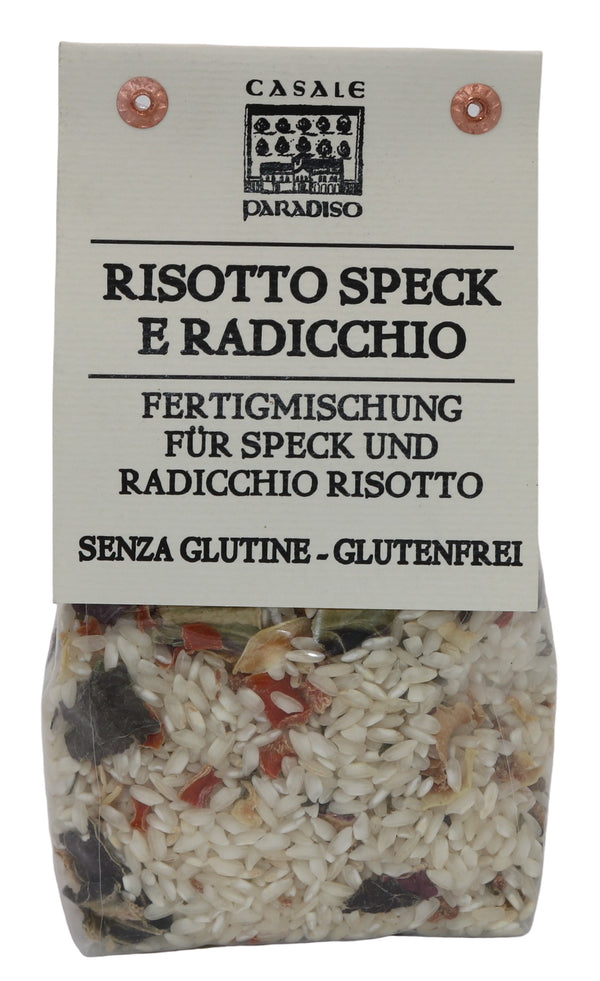 CASALE
PARADISO
RISOTTO SPECK
E RADICCHIO
FERTIGMISCHUNG
FÜR SPECK UND
RADICCHIO RISOTTO
SENZA GLUTINE - GLUTENFREI